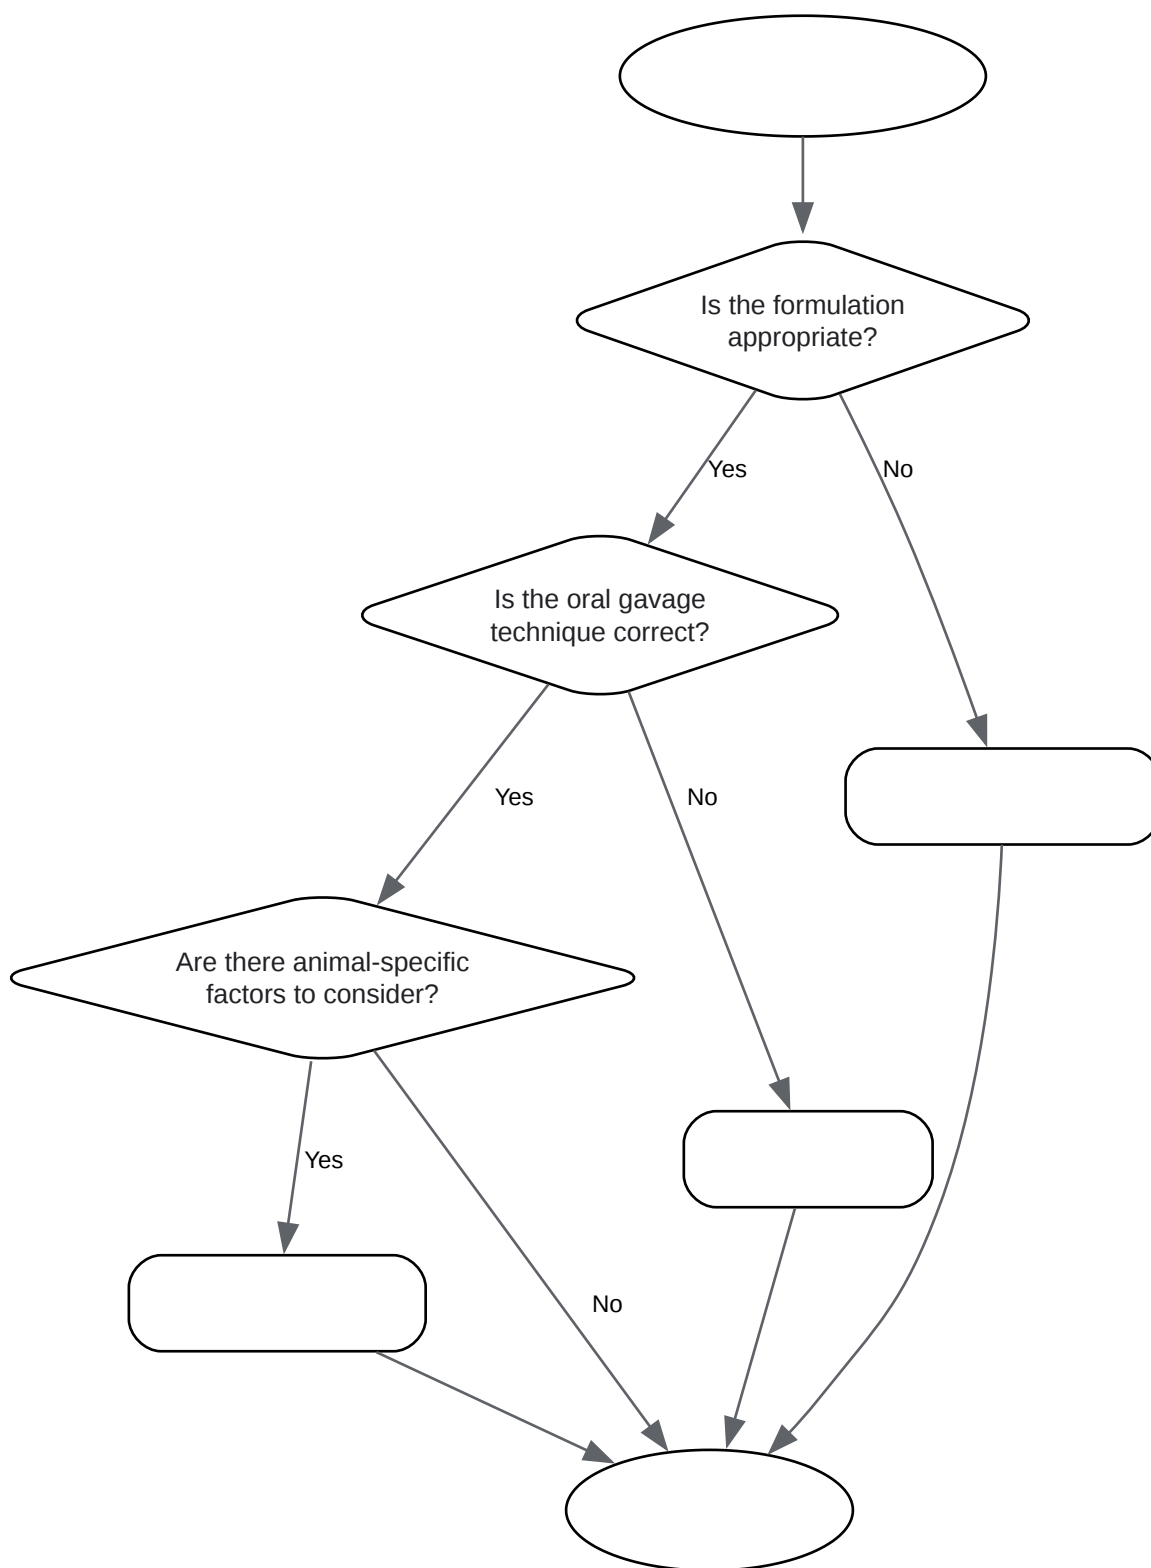 Is the formulation
appropriate?
Yes
No
Is the oral gavage
technique correct?
Yes
No
Are there animal-specific
factors to consider?
Yes
No